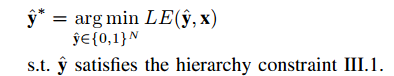 ŷ* = arg min LE(ŷ, x)
ŷ∈{0,1}ᴺ
s.t. ŷ satisfies the hierarchy constraint III.1.